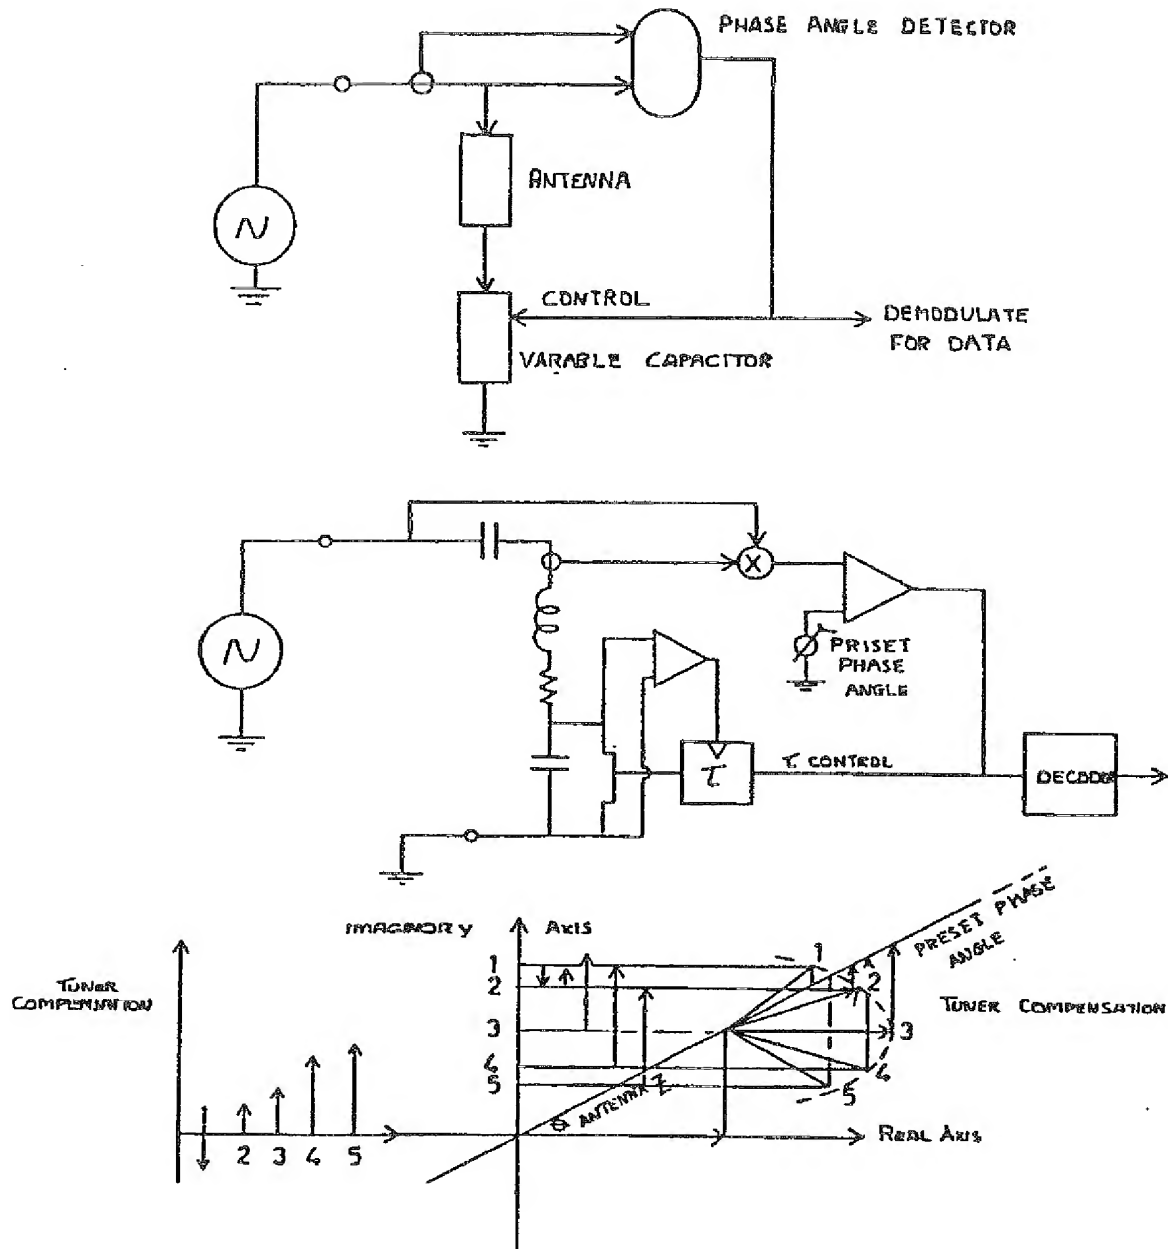 PHASE ANGLE DETECTOR
ANTENNA
CONTROL
DEMODULATE
FOR DATA
VARABLE CAPACITOR
N
N
X
PRISET
PHASE
ANGLE
τ
τ CONTROL
DECODER
IMAGINORY AXIS
TUNER
COMPENSATION
1
2
3
4
5
2 3 4 5
PRESET PHASE
ANGLE
TUNER COMPENSATION
1
2
3
4
5
1
θ ANTENNA Z
REAL AXIS